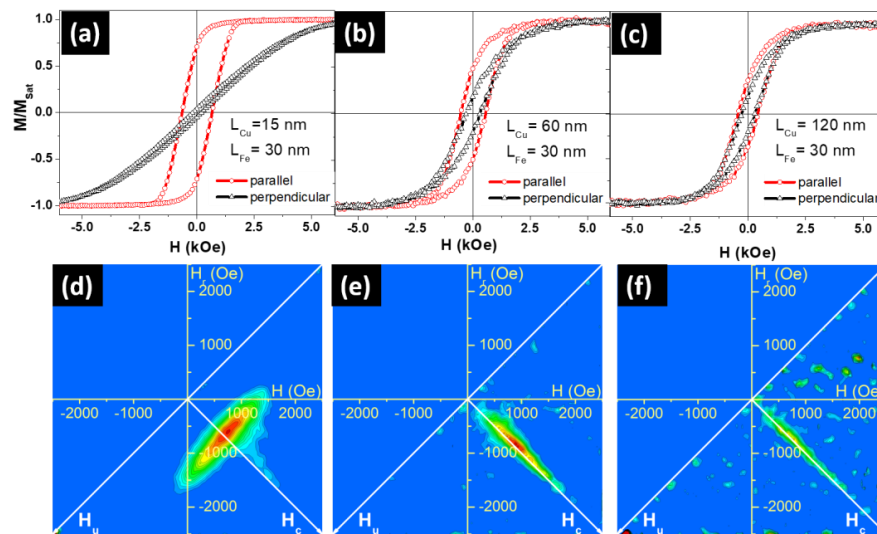 (a)
(b)
(c)
M/M_Sat
1.0
0.5
0.0
-0.5
-1.0
L_Cu =15 nm
L_Fe = 30 nm
parallel
perpendicular
L_Cu = 60 nm
L_Fe = 30 nm
parallel
perpendicular
L_Cu = 120 nm
L_Fe = 30 nm
parallel
perpendicular
-5.0 -2.5 0.0 2.5 5.0
-5.0 -2.5 0.0 2.5 5.0
-5.0 -2.5 0.0 2.5 5.0
H (kOe)
H (kOe)
H (kOe)
(d)
H_r (Oe)
2000
1000
H (Oe)
-2000 -1000 1000 2000
-1000
-2000
H_u
H_c
(e)
H_r (Oe)
2000
1000
H (Oe)
-2000 -1000 1000 2000
-1000
-2000
H_u
H_c
(f)
H_r (Oe)
2000
1000
H (Oe)
-2000 -1000 1000 2000
-1000
-2000
H_u
H_c